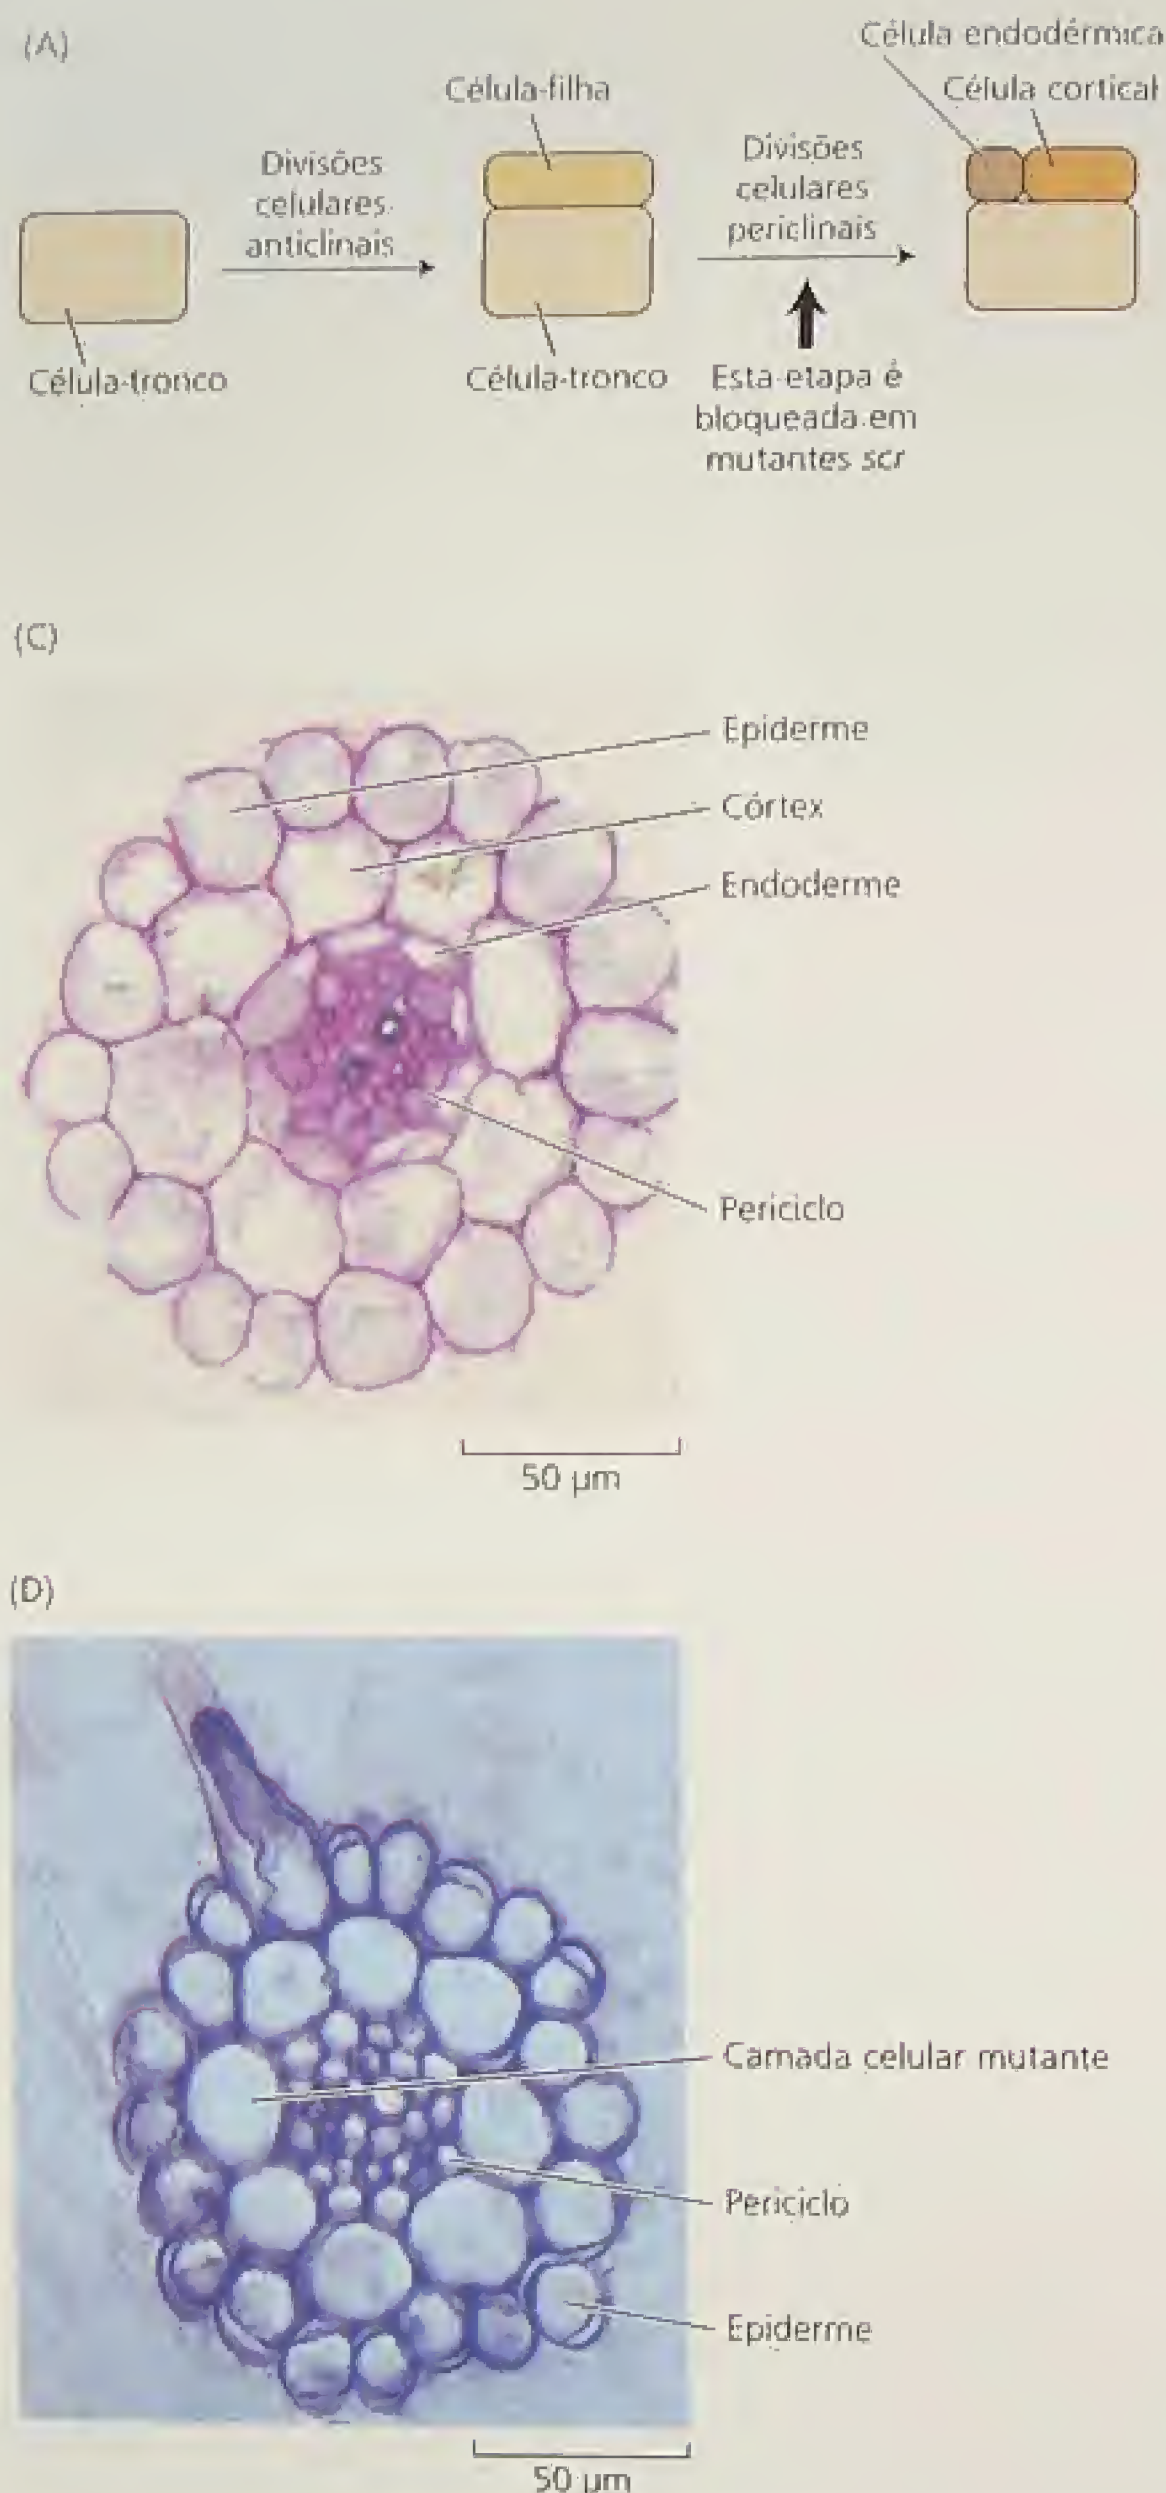 (A)
Célula-tronco
Divisões
celulares
anticlinais
Célula-filha
Célula-tronco
Divisões
celulares
periclinais
Esta etapa é
bloqueada em
mutantes scr
Célula endodérmica
Célula cortical
(C)
Epiderme
Córtex
Endoderme
Periciclo
50 µm
(D)
Camada celular mutante
Periciclo
Epiderme
50 µm